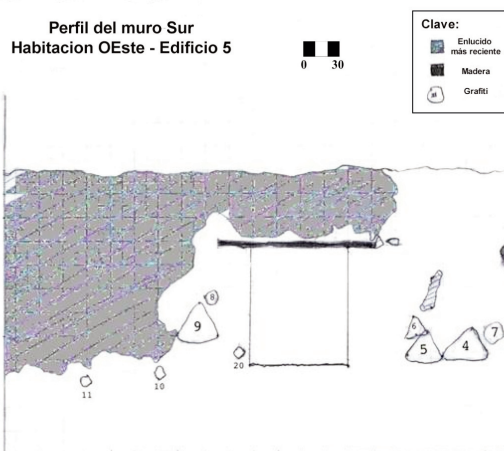 Perfil del muro Sur
Habitacion OEste - Edificio 5
0 30
Clave:
Enlucido
más reciente
Madera
Grafiti
8
9
6
5
4
7
20
10
11